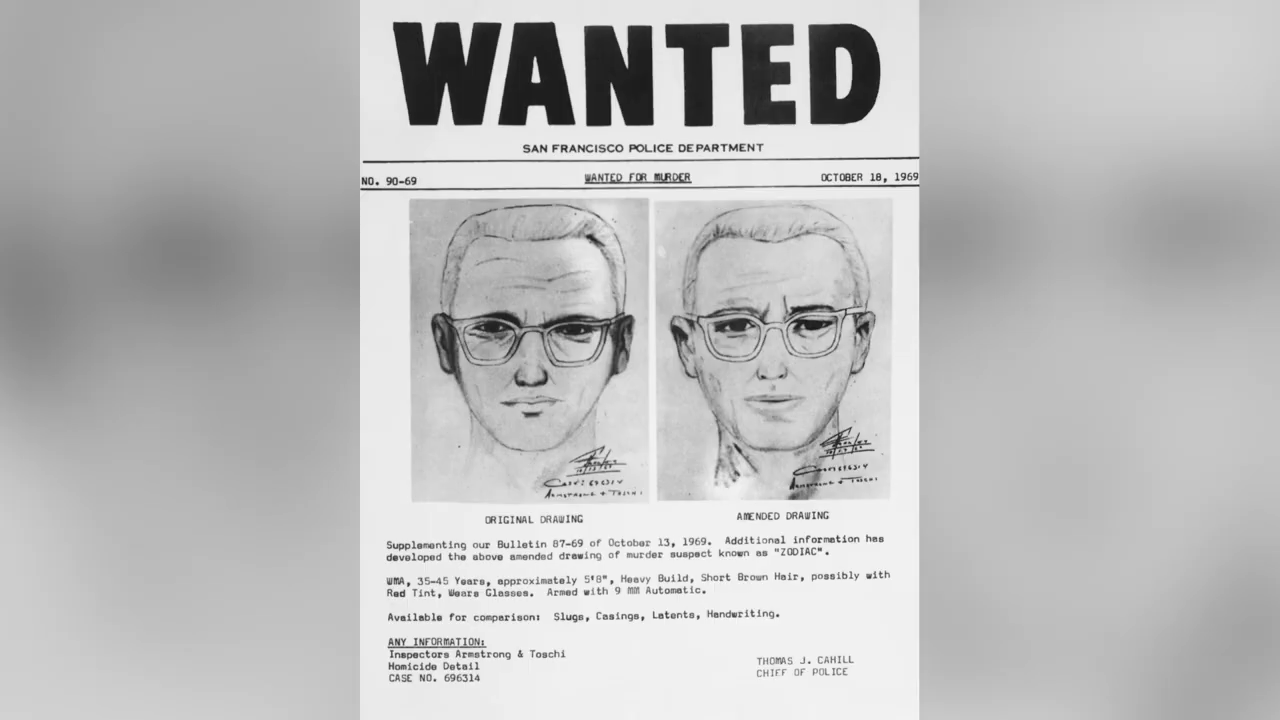 WANTED
SAN FRANCISCO POLICE DEPARTMENT
NO. 90-69 WANTED FOR MURDER OCTOBER 18, 1969
ARMSTRONG + TOSCHI
ARMSTRONG + TOSCHI
ORIGINAL DRAWING AMENDED DRAWING
Supplementing our Bulletin 87-69 of October 13, 1969. Additional information has
developed the above amended drawing of murder suspect known as "ZODIAC".
WMA, 35-45 Years, approximately 5'8", Heavy Build, Short Brown Hair, possibly with
Red Tint, Wears Glasses. Armed with 9 MM Automatic.
Available for comparison: Slugs, Casings, Latents, Handwriting.
ANY INFORMATION:
Inspectors Armstrong & Toschi
Homicide Detail
CASE NO. 696314
THOMAS J. CAHILL
CHIEF OF POLICE